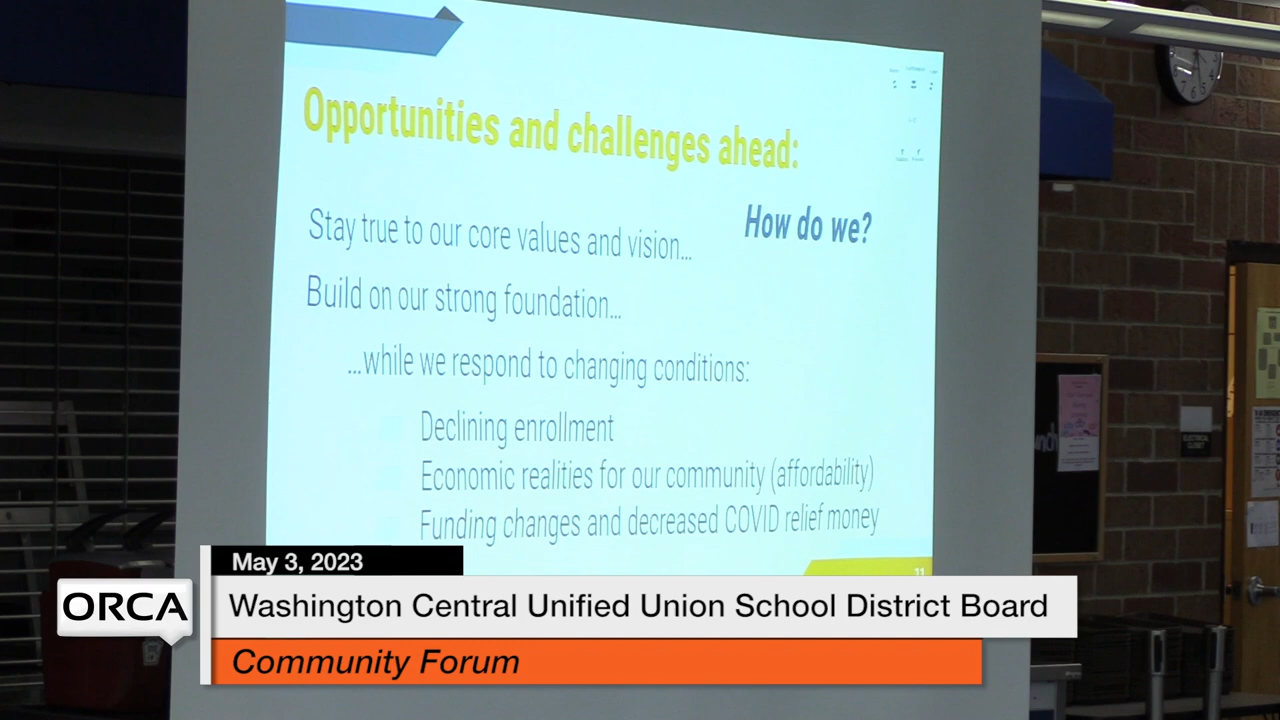 Opportunities and challenges ahead:
How do we?
Stay true to our core values and vision...
Build on our strong foundation...
...while we respond to changing conditions:
Declining enrollment
Economic realities for our community (affordability)
Funding changes and decreased COVID relief money
11
ELECTRICAL
CLOSET
May 3, 2023
ORCA
Washington Central Unified Union School District Board
Community Forum